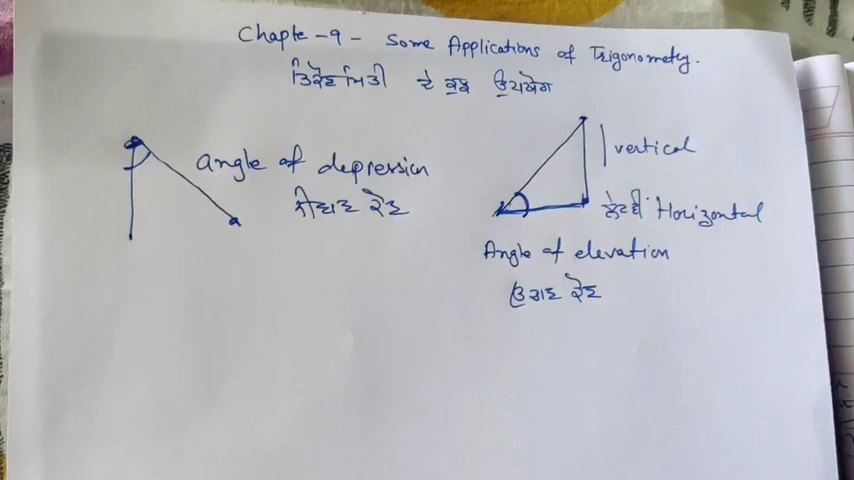 Chapte - 9 - Some Applications of Trigonometry.
ਤਿਕੋਣਮਿਤੀ ਦੇ ਕੁਝ ਉਪਯੋਗ
angle of depression
ਨੀਵਾਣ ਕੋਣ
vertical
ਲੇਟਵੀਂ Horizontal
Angle of elevation
ਉਚਾਣ ਕੋਣ